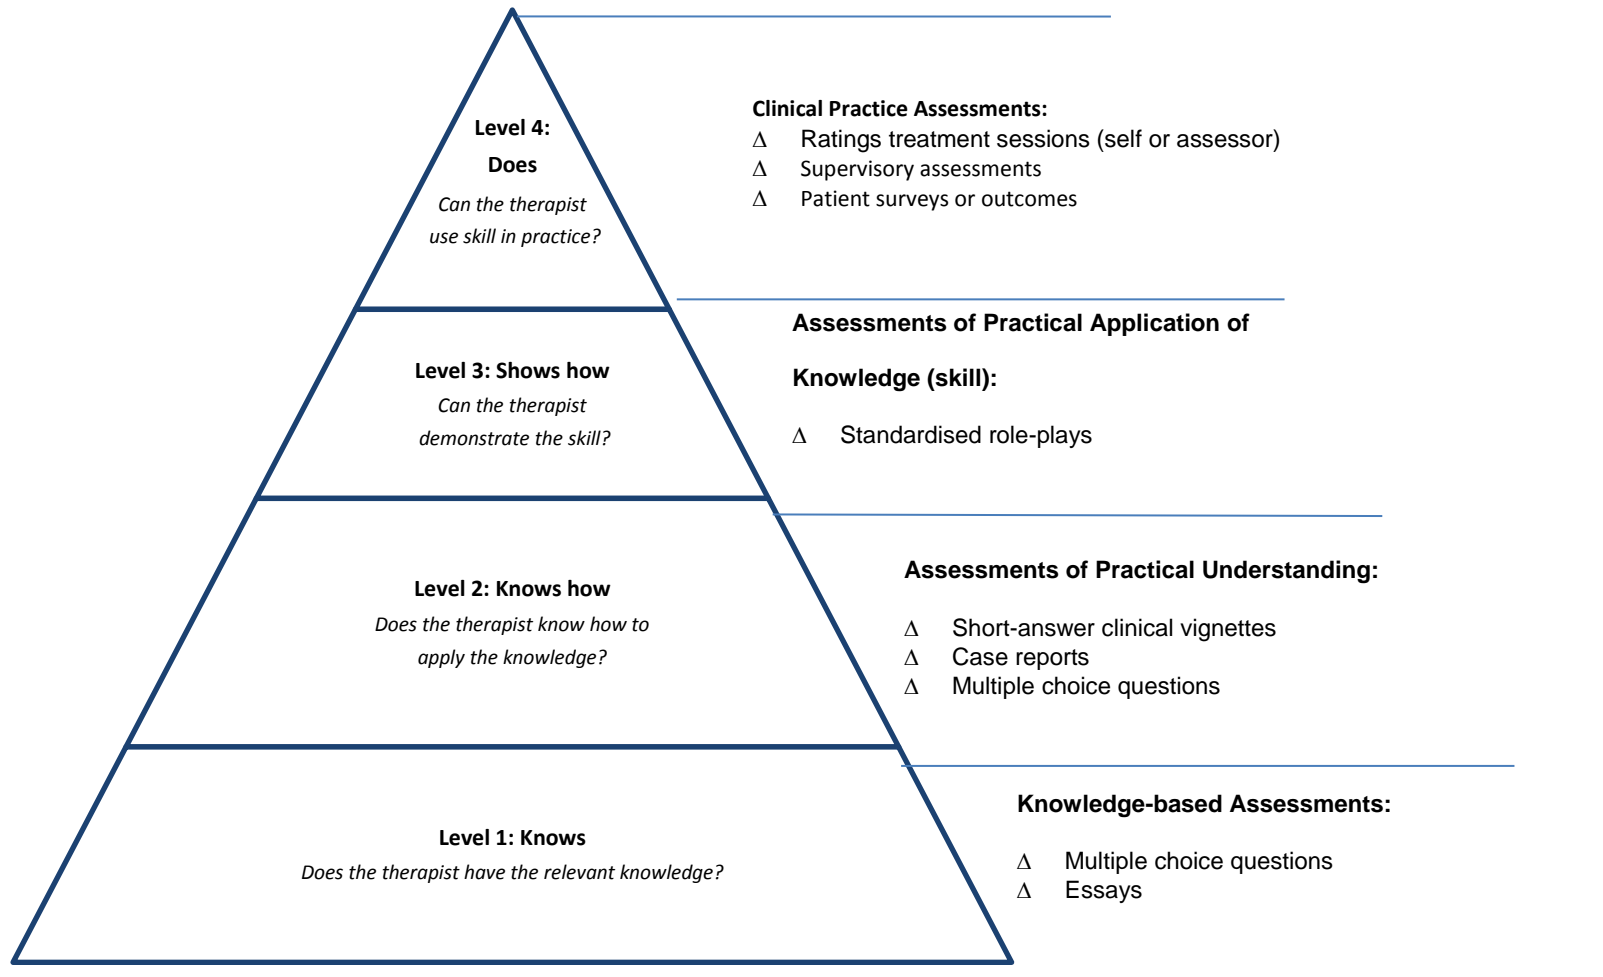 Level 4:
Does
Can the therapist
use skill in practice?
Clinical Practice Assessments:
∆ Ratings treatment sessions (self or assessor)
∆ Supervisory assessments
∆ Patient surveys or outcomes
Level 3: Shows how
Can the therapist
demonstrate the skill?
Assessments of Practical Application of
Knowledge (skill):
∆ Standardised role-plays
Level 2: Knows how
Does the therapist know how to
apply the knowledge?
Assessments of Practical Understanding:
∆ Short-answer clinical vignettes
∆ Case reports
∆ Multiple choice questions
Level 1: Knows
Does the therapist have the relevant knowledge?
Knowledge-based Assessments:
∆ Multiple choice questions
∆ Essays